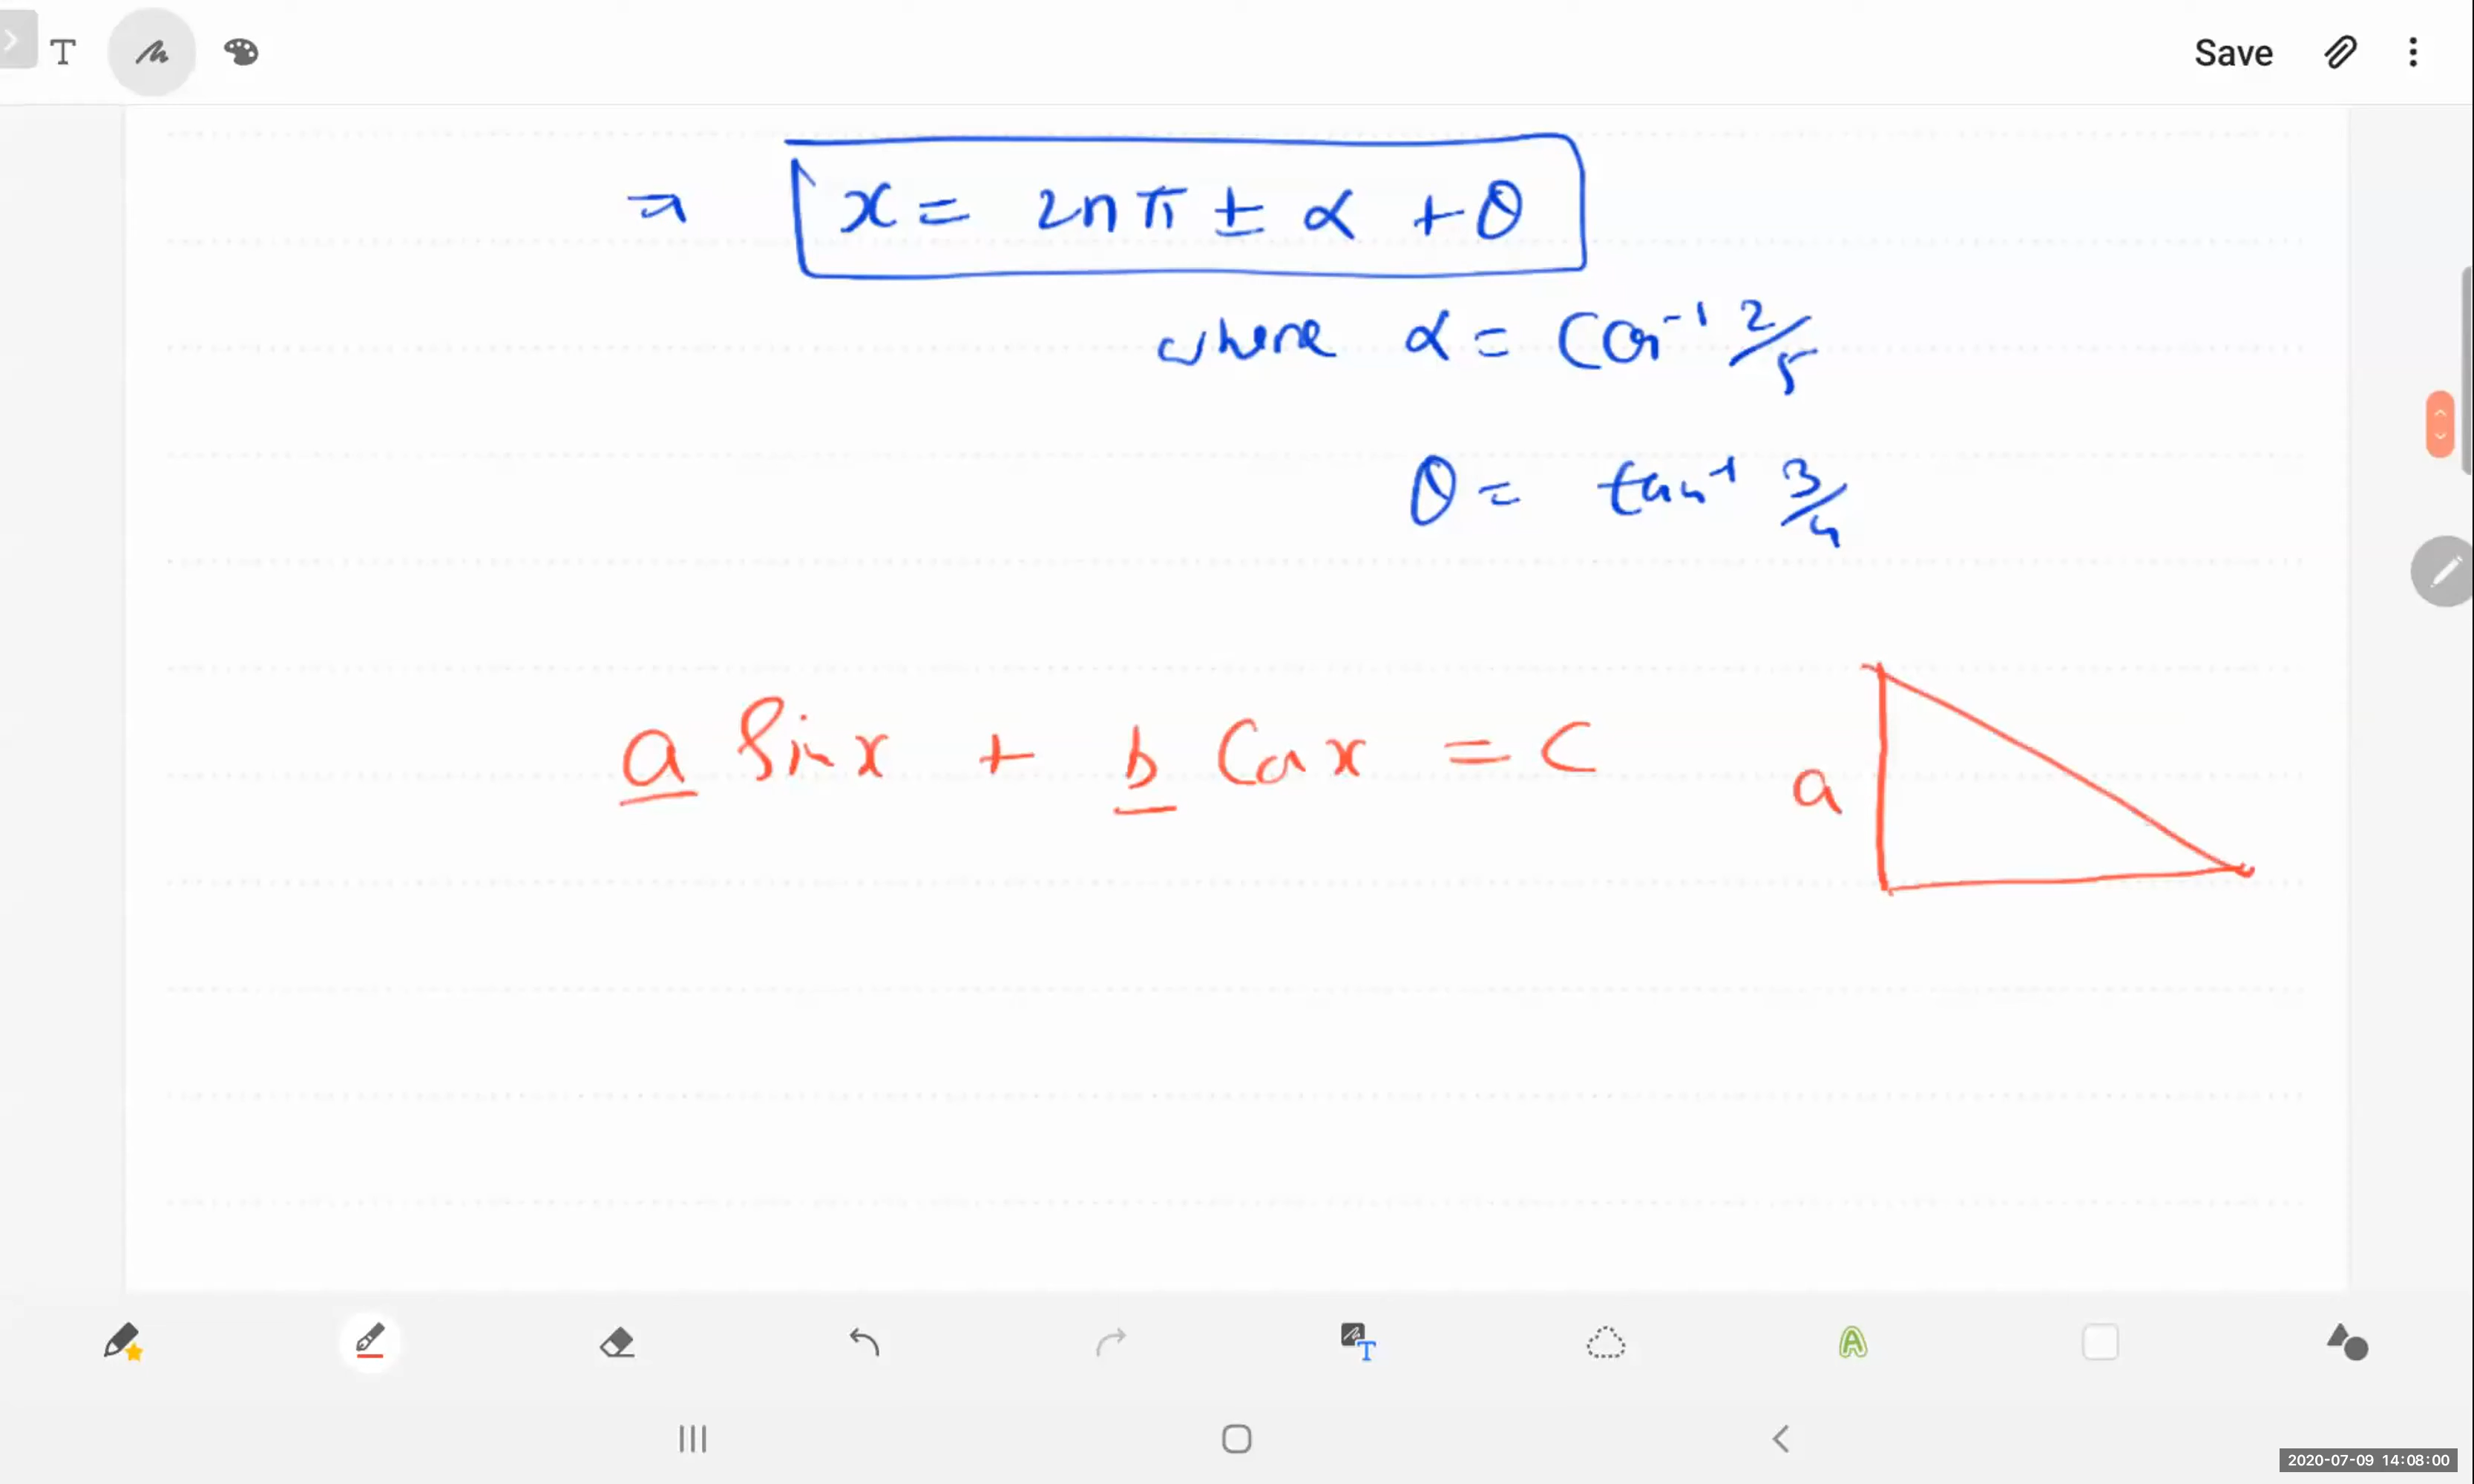 T Save
⇒ x = 2nπ ± α + θ
where α = Cos⁻¹ 2/5
θ = tan⁻¹ 3/4
a Sin x + b Cos x = C
a
T A
2020-07-09 14:08:00